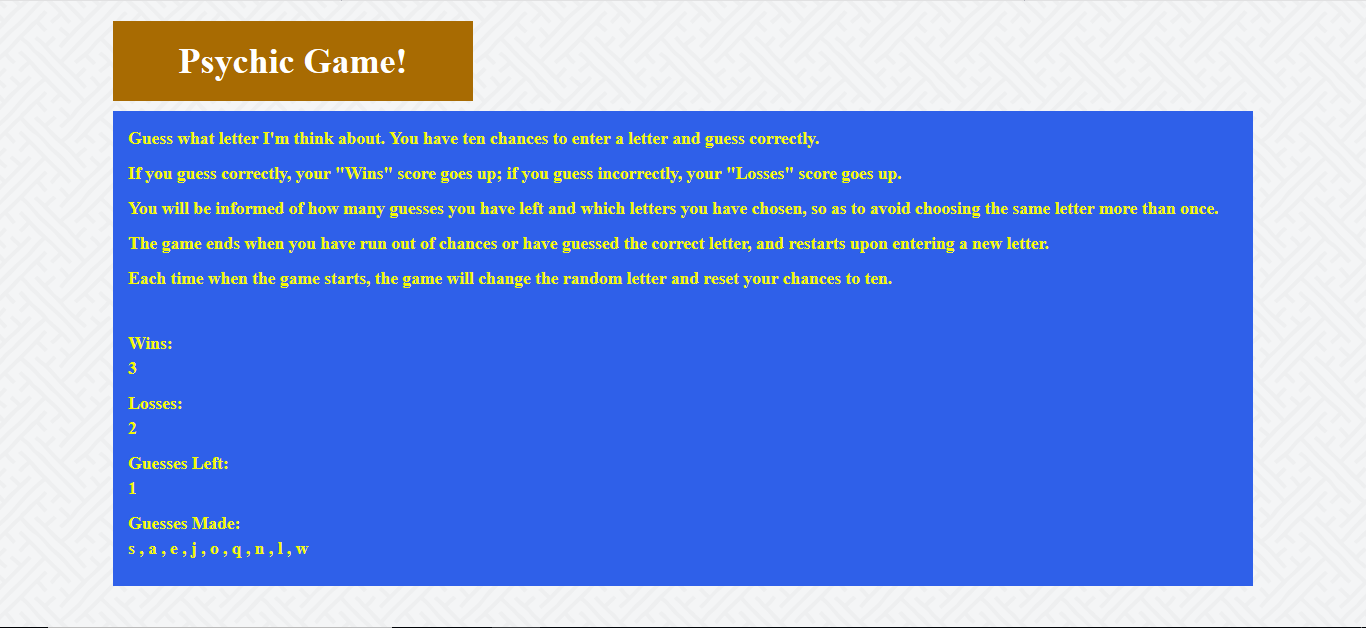 Psychic Game!
Guess what letter I'm think about. You have ten chances to enter a letter and guess correctly.
If you guess correctly, your "Wins" score goes up; if you guess incorrectly, your "Losses" score goes up.
You will be informed of how many guesses you have left and which letters you have chosen, so as to avoid choosing the same letter more than once.
The game ends when you have run out of chances or have guessed the correct letter, and restarts upon entering a new letter.
Each time when the game starts, the game will change the random letter and reset your chances to ten.
Wins:
3
Losses:
2
Guesses Left:
1
Guesses Made:
s , a , e , j , o , q , n , l , w